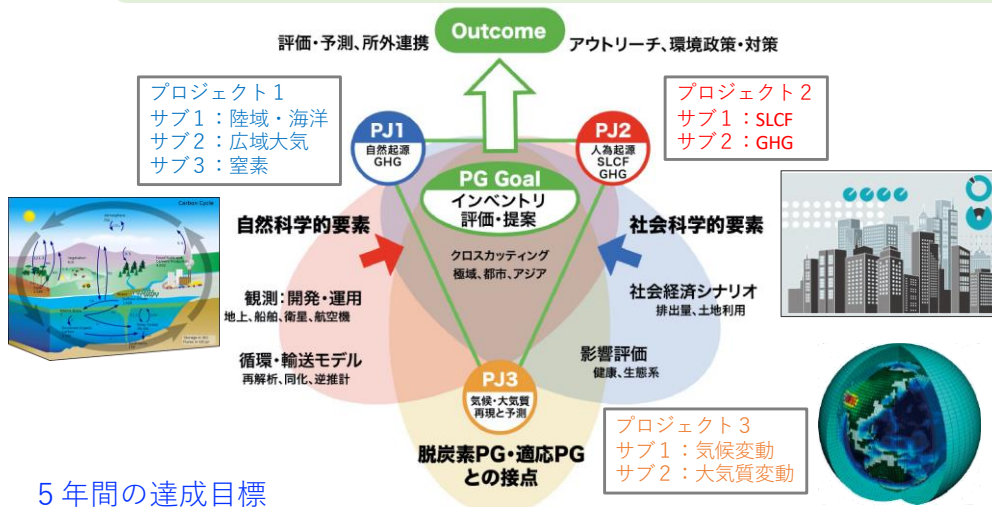 Outcome
評価・予測、所外連携
アウトリーチ、環境政策・対策
プロジェクト1
サブ1：陸域・海洋
サブ2：広域大気
サブ3：窒素
プロジェクト2
サブ1：SLCF
サブ2：GHG
PJ1
自然起源
GHG
PJ2
人為起源
SLCF
GHG
PG Goal
インベントリ
評価・提案
クロスカッティング
極域、都市、アジア
自然科学的要素
社会科学的要素
観測：開発・運用
地上、船舶、衛星、航空機
循環・輸送モデル
再解析、同化、逆推計
社会経済シナリオ
排出量、土地利用
影響評価
健康、生態系
PJ3
気候・大気質
再現と予測
脱炭素PG・適応PG
との接点
プロジェクト3
サブ1：気候変動
サブ2：大気質変動
Carbon Cycle
5年間の達成目標